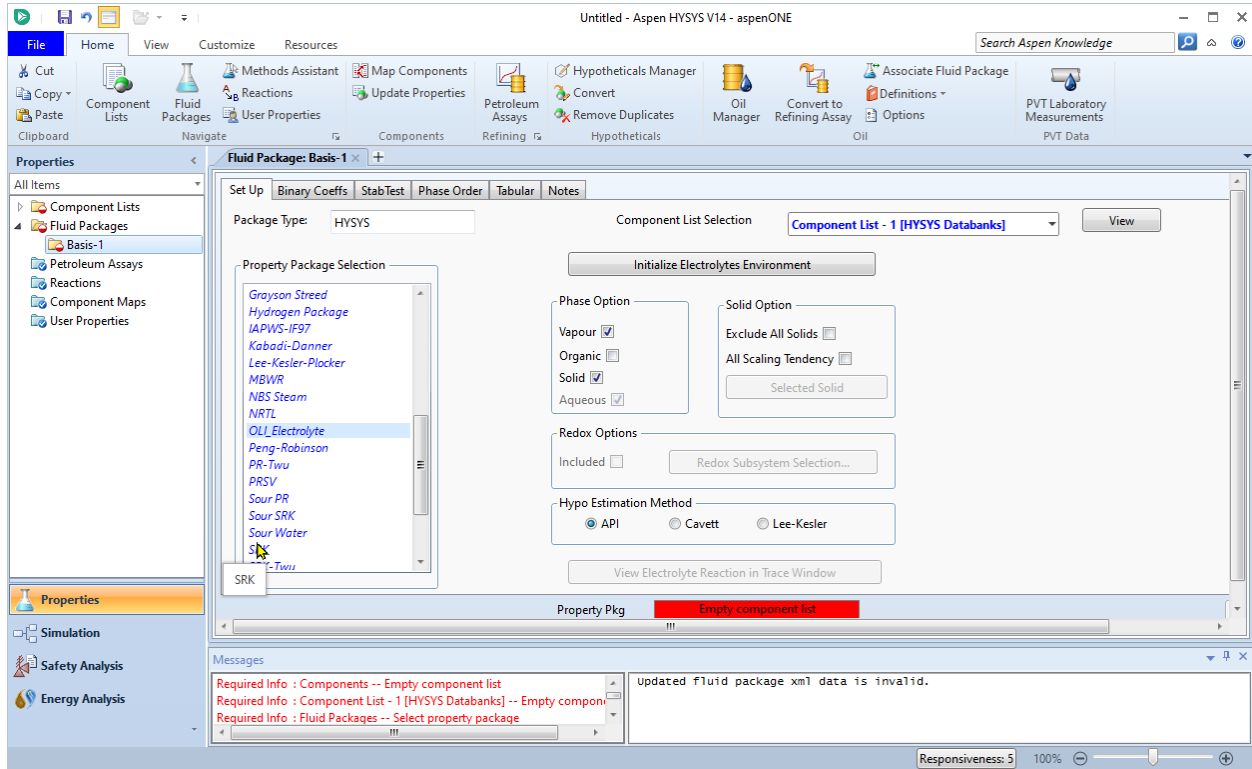 Untitled - Aspen HYSYS V14 - aspenONE
File Home View Customize Resources Search Aspen Knowledge
Cut
Copy
Paste
Clipboard
Component Lists
Fluid Packages
Methods Assistant
Reactions
User Properties
Navigate
Map Components
Update Properties
Components
Petroleum Assays
Refining
Hypotheticals Manager
Convert
Remove Duplicates
Hypotheticals
Oil Manager
Convert to Refining Assay
Associate Fluid Package
Definitions
Options
Oil
PVT Laboratory Measurements
PVT Data
Properties
All Items
Component Lists
Fluid Packages
Basis-1
Petroleum Assays
Reactions
Component Maps
User Properties
Properties
Simulation
Safety Analysis
Energy Analysis
Fluid Package: Basis-1
Set Up Binary Coeffs StabTest Phase Order Tabular Notes
Package Type: HYSYS
Component List Selection Component List - 1 [HYSYS Databanks] View
Property Package Selection
Grayson Streed
Hydrogen Package
IAPWS-IF97
Kabadi-Danner
Lee-Kesler-Plocker
MBWR
NBS Steam
NRTL
OLI_Electrolyte
Peng-Robinson
PR-Twu
PRSV
Sour PR
Sour SRK
Sour Water
SRK
SRK-Twu
SRK
Initialize Electrolytes Environment
Phase Option
Vapour
Organic
Solid
Aqueous
Solid Option
Exclude All Solids
All Scaling Tendency
Selected Solid
Redox Options
Included Redox Subsystem Selection...
Hypo Estimation Method
API Cavett Lee-Kesler
View Electrolyte Reaction in Trace Window
Property Pkg Empty component list
Messages
Required Info : Components -- Empty component list
Required Info : Component List - 1 [HYSYS Databanks] -- Empty compone
Required Info : Fluid Packages -- Select property package
Updated fluid package xml data is invalid.
Responsiveness: 5 100%